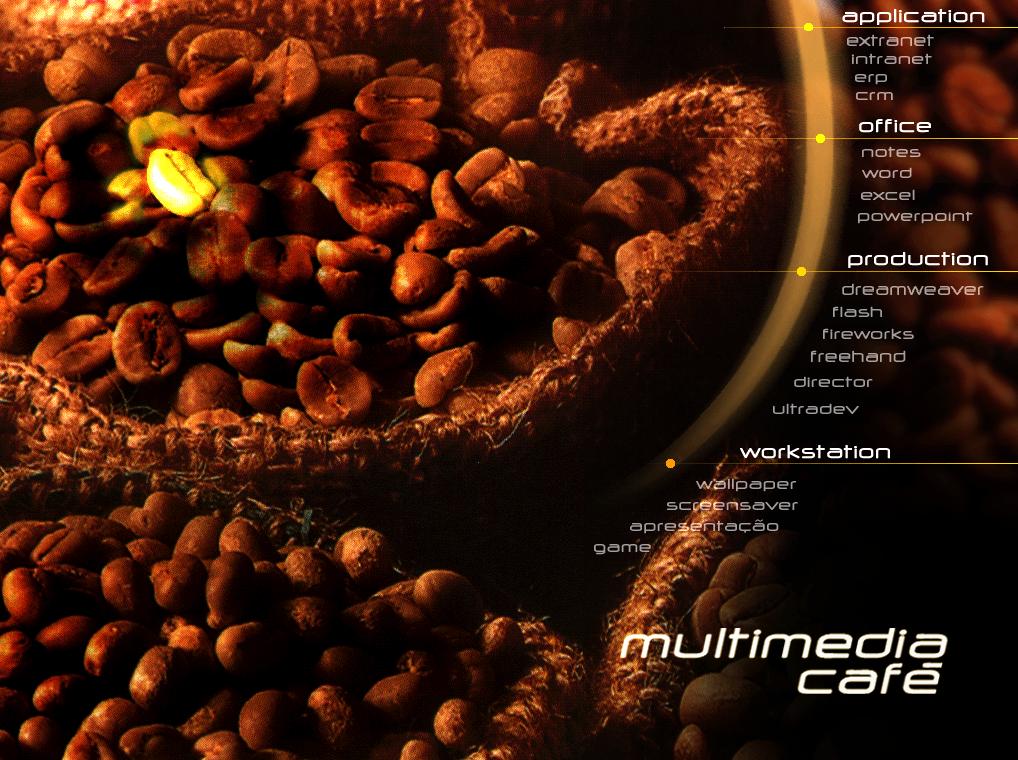 application
extranet
intranet
erp
crm
office
notes
word
excel
powerpoint
production
dreamweaver
flash
fireworks
freehand
director
ultradev
workstation
wallpaper
screensaver
apresentação
game
multimedia
café